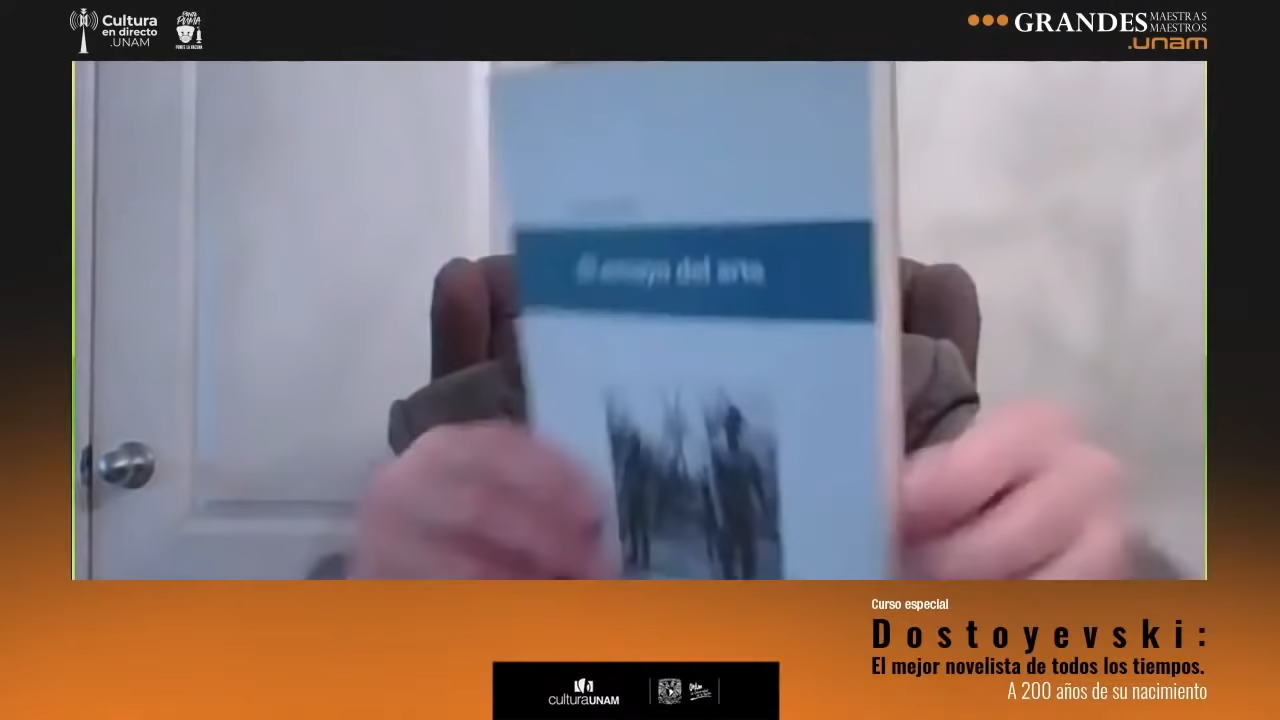 Cultura
en directo
.UNAM
GRANDES MAESTRAS MAESTROS
.unam
El ensayo del arte
Curso especial
Dostoyevski:
El mejor novelista de todos los tiempos.
A 200 años de su nacimiento
culturaUNAM